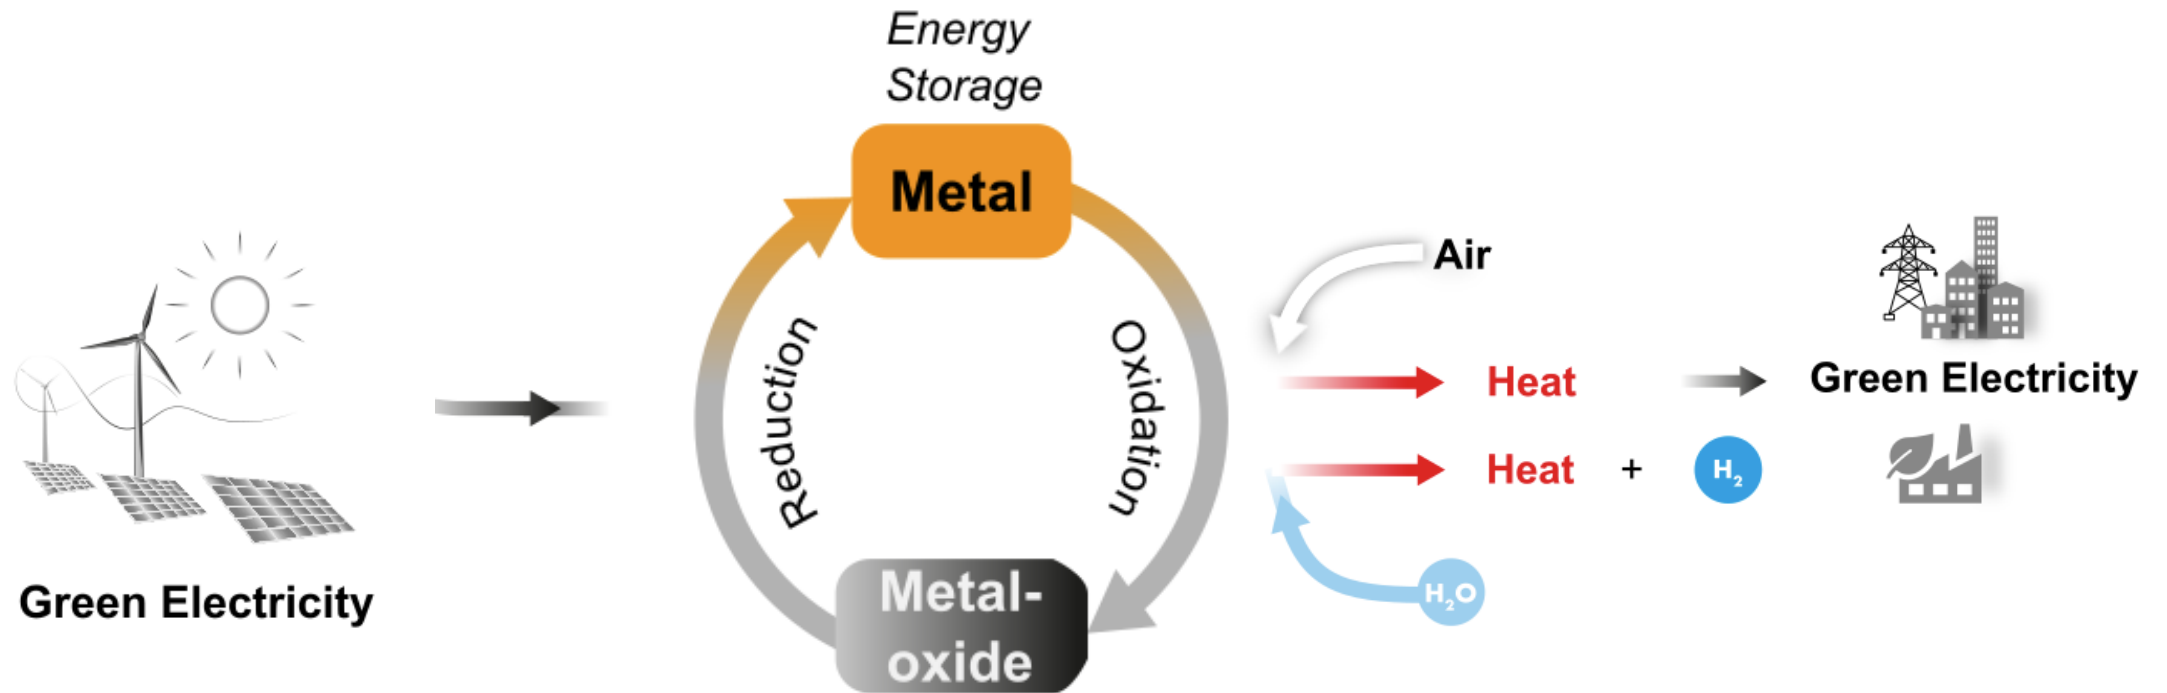 Energy
Storage
Metal
Air
Reduction
Oxidation
Heat
Green Electricity
Heat + H₂
H₂O
Metal-
oxide
Green Electricity